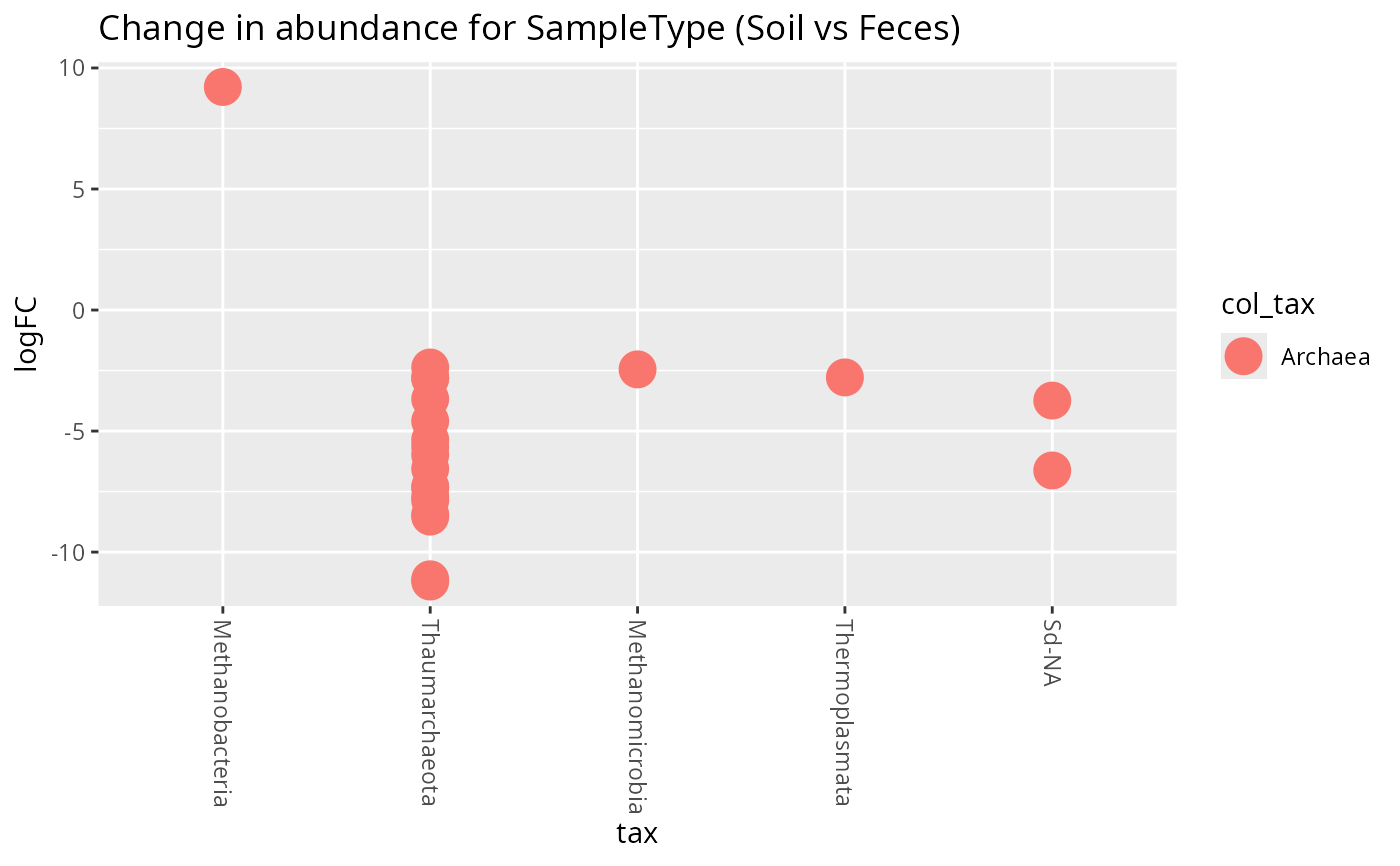 Change in abundance for SampleType (Soil vs Feces)
10
5
0
-5
-10
logFC
Methanobacteria
Thaumarchaeota
Methanomicrobia
Thermoplasmata
Sd-NA
tax
col_tax
Archaea